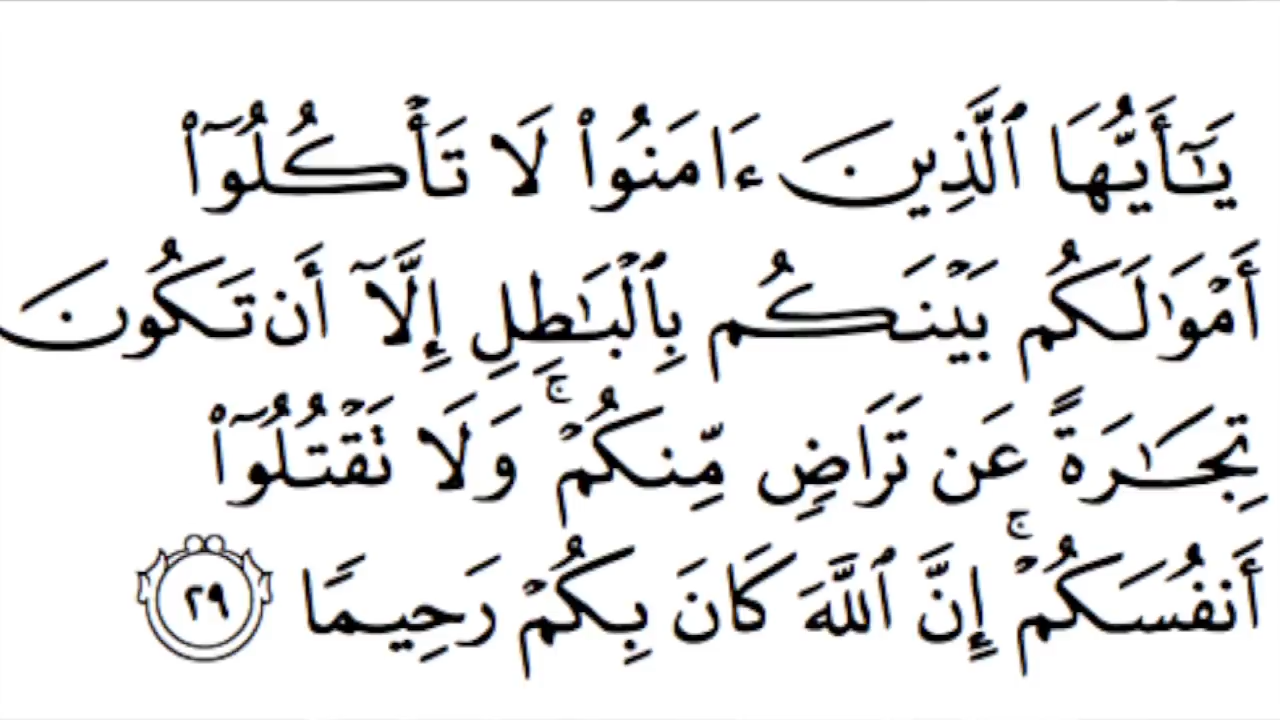 يَـٰٓأَيُّهَا ٱلَّذِينَ ءَامَنُوا۟ لَا تَأْكُلُوٓا۟
أَمْوَٰلَكُم بَيْنَكُم بِٱلْبَـٰطِلِ إِلَّآ أَن تَكُونَ
تِجَـٰرَةً عَن تَرَاضٍ مِّنكُمْ ۚ وَلَا تَقْتُلُوٓا۟
أَنفُسَكُمْ ۚ إِنَّ ٱللَّهَ كَانَ بِكُمْ رَحِيمًا ٢٩